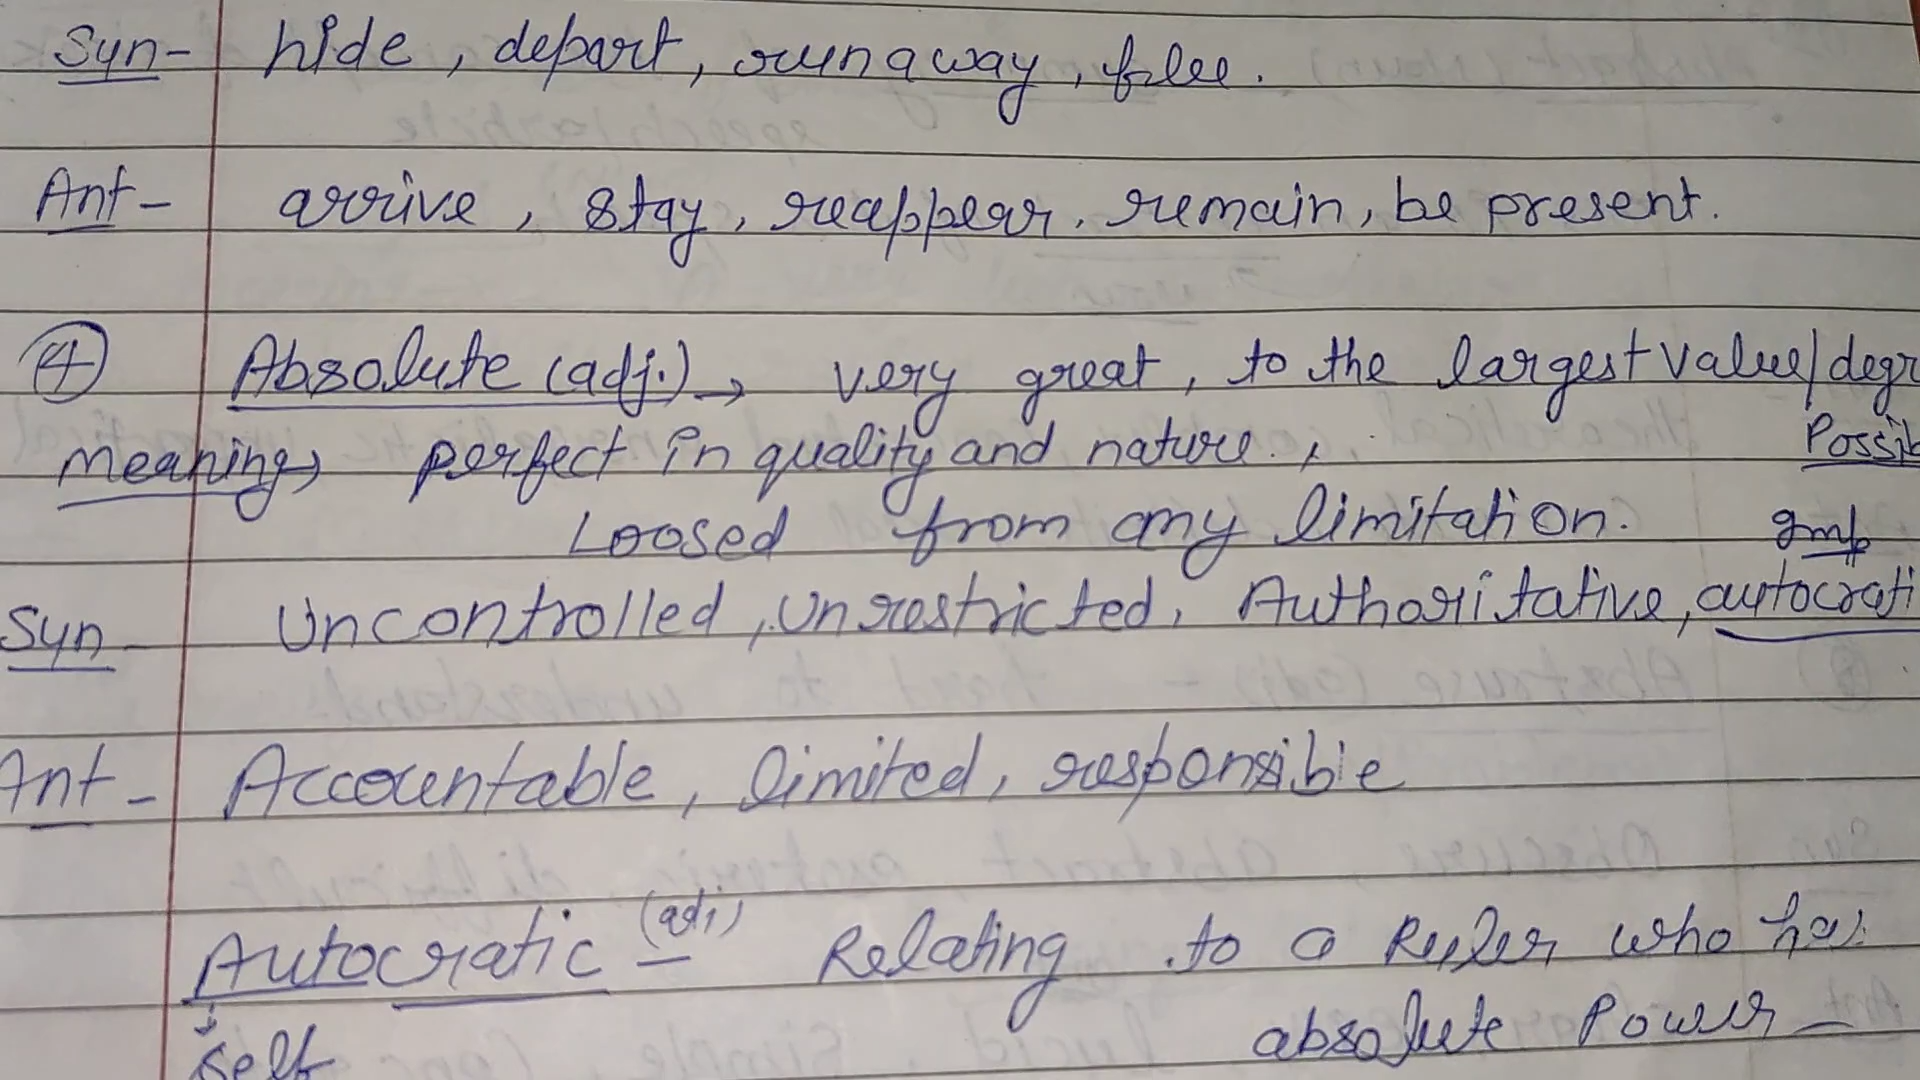 Syn- hide, depart, runaway, flee.
Ant- arrive, stay, reappear, remain, be present.
④ Absolute (adj.) → very great, to the largest value/degr
Possib
Meaning → perfect in quality and nature.,
Loosed from any limitation.
Imp
Syn - Uncontrolled, Unrestricted, Authoritative, autocrati
Ant - Accountable, limited, responsible
Autocratic (adj) - Relating to a Ruler who has
absolute Power -
↓
Self